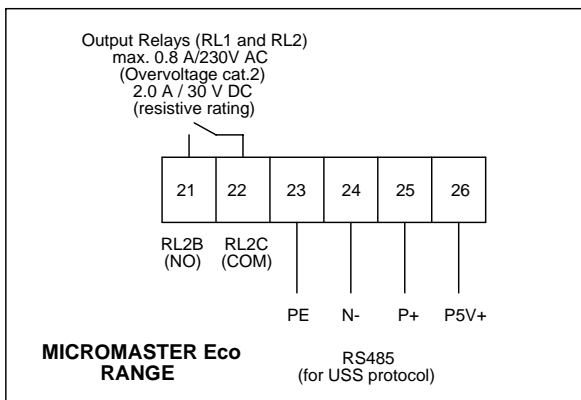 Output Relays (RL1 and RL2)
max. 0.8 A/230V AC
(Overvoltage cat.2)
2.0 A / 30 V DC
(resistive rating)
21 22 23 24 25 26
RL2B RL2C
(NO) (COM)
PE N- P+ P5V+
MICROMASTER Eco
RANGE
RS485
(for USS protocol)